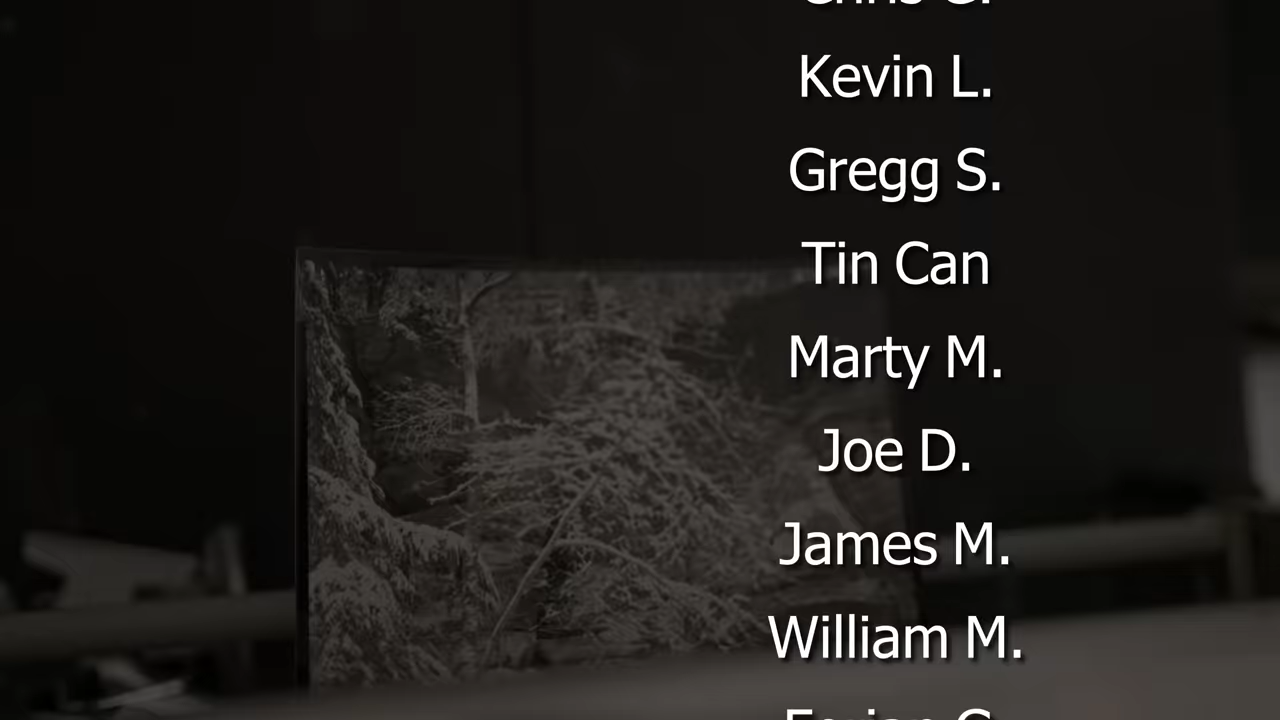 Kevin L.
Gregg S.
Tin Can
Marty M.
Joe D.
James M.
William M.